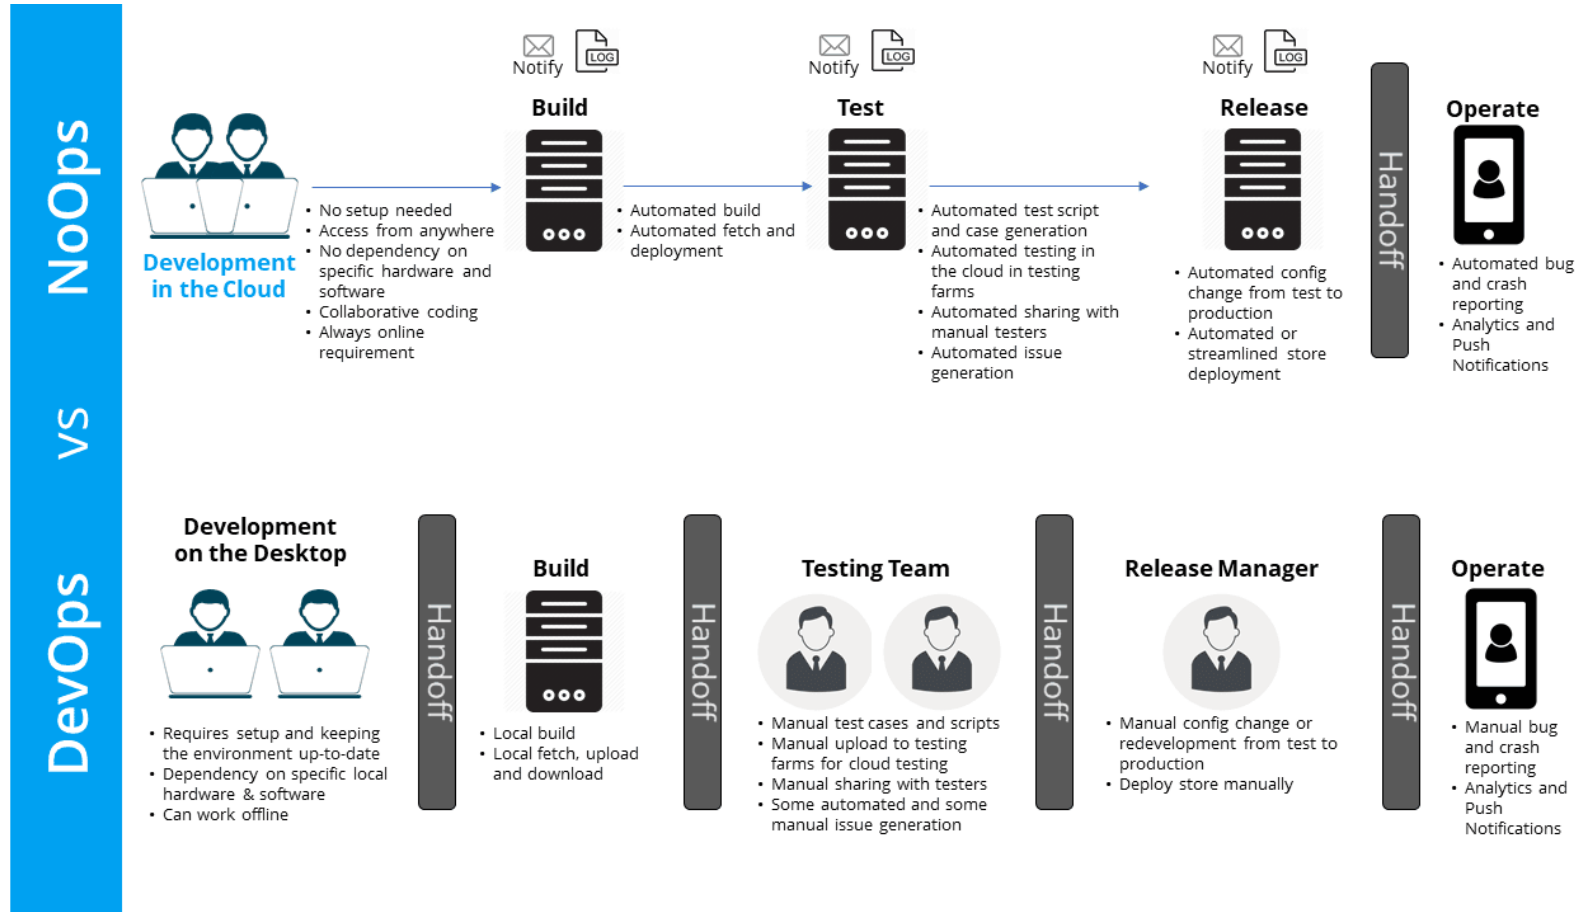 NoOps
vs
DevOps
Notify
LOG
Build
Notify
LOG
Test
Notify
LOG
Release
Operate
Handoff
Development
in the Cloud
• No setup needed
• Access from anywhere
• No dependency on
specific hardware and
software
• Collaborative coding
• Always online
requirement
• Automated build
• Automated fetch and
deployment
• Automated test script
and case generation
• Automated testing in
the cloud in testing
farms
• Automated sharing with
manual testers
• Automated issue
generation
• Automated config
change from test to
production
• Automated or
streamlined store
deployment
• Automated bug
and crash
reporting
• Analytics and
Push
Notifications
Development
on the Desktop
• Requires setup and keeping
the environment up-to-date
• Dependency on specific local
hardware & software
• Can work offline
Handoff
Build
• Local build
• Local fetch, upload
and download
Handoff
Testing Team
• Manual test cases and scripts
• Manual upload to testing
farms for cloud testing
• Manual sharing with testers
• Some automated and some
manual issue generation
Handoff
Release Manager
• Manual config change or
redevelopment from test to
production
• Deploy store manually
Handoff
Operate
• Manual bug
and crash
reporting
• Analytics and
Push
Notifications